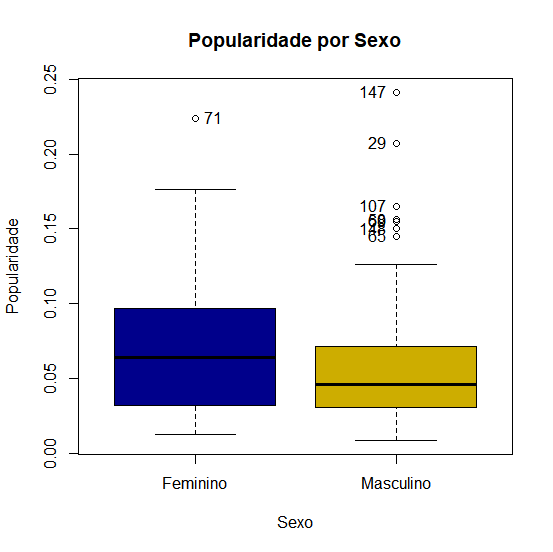 Popularidade por Sexo
Popularidade
0.25
0.20
0.15
0.10
0.05
0.00
71
147
29
107
65
Feminino
Masculino
Sexo